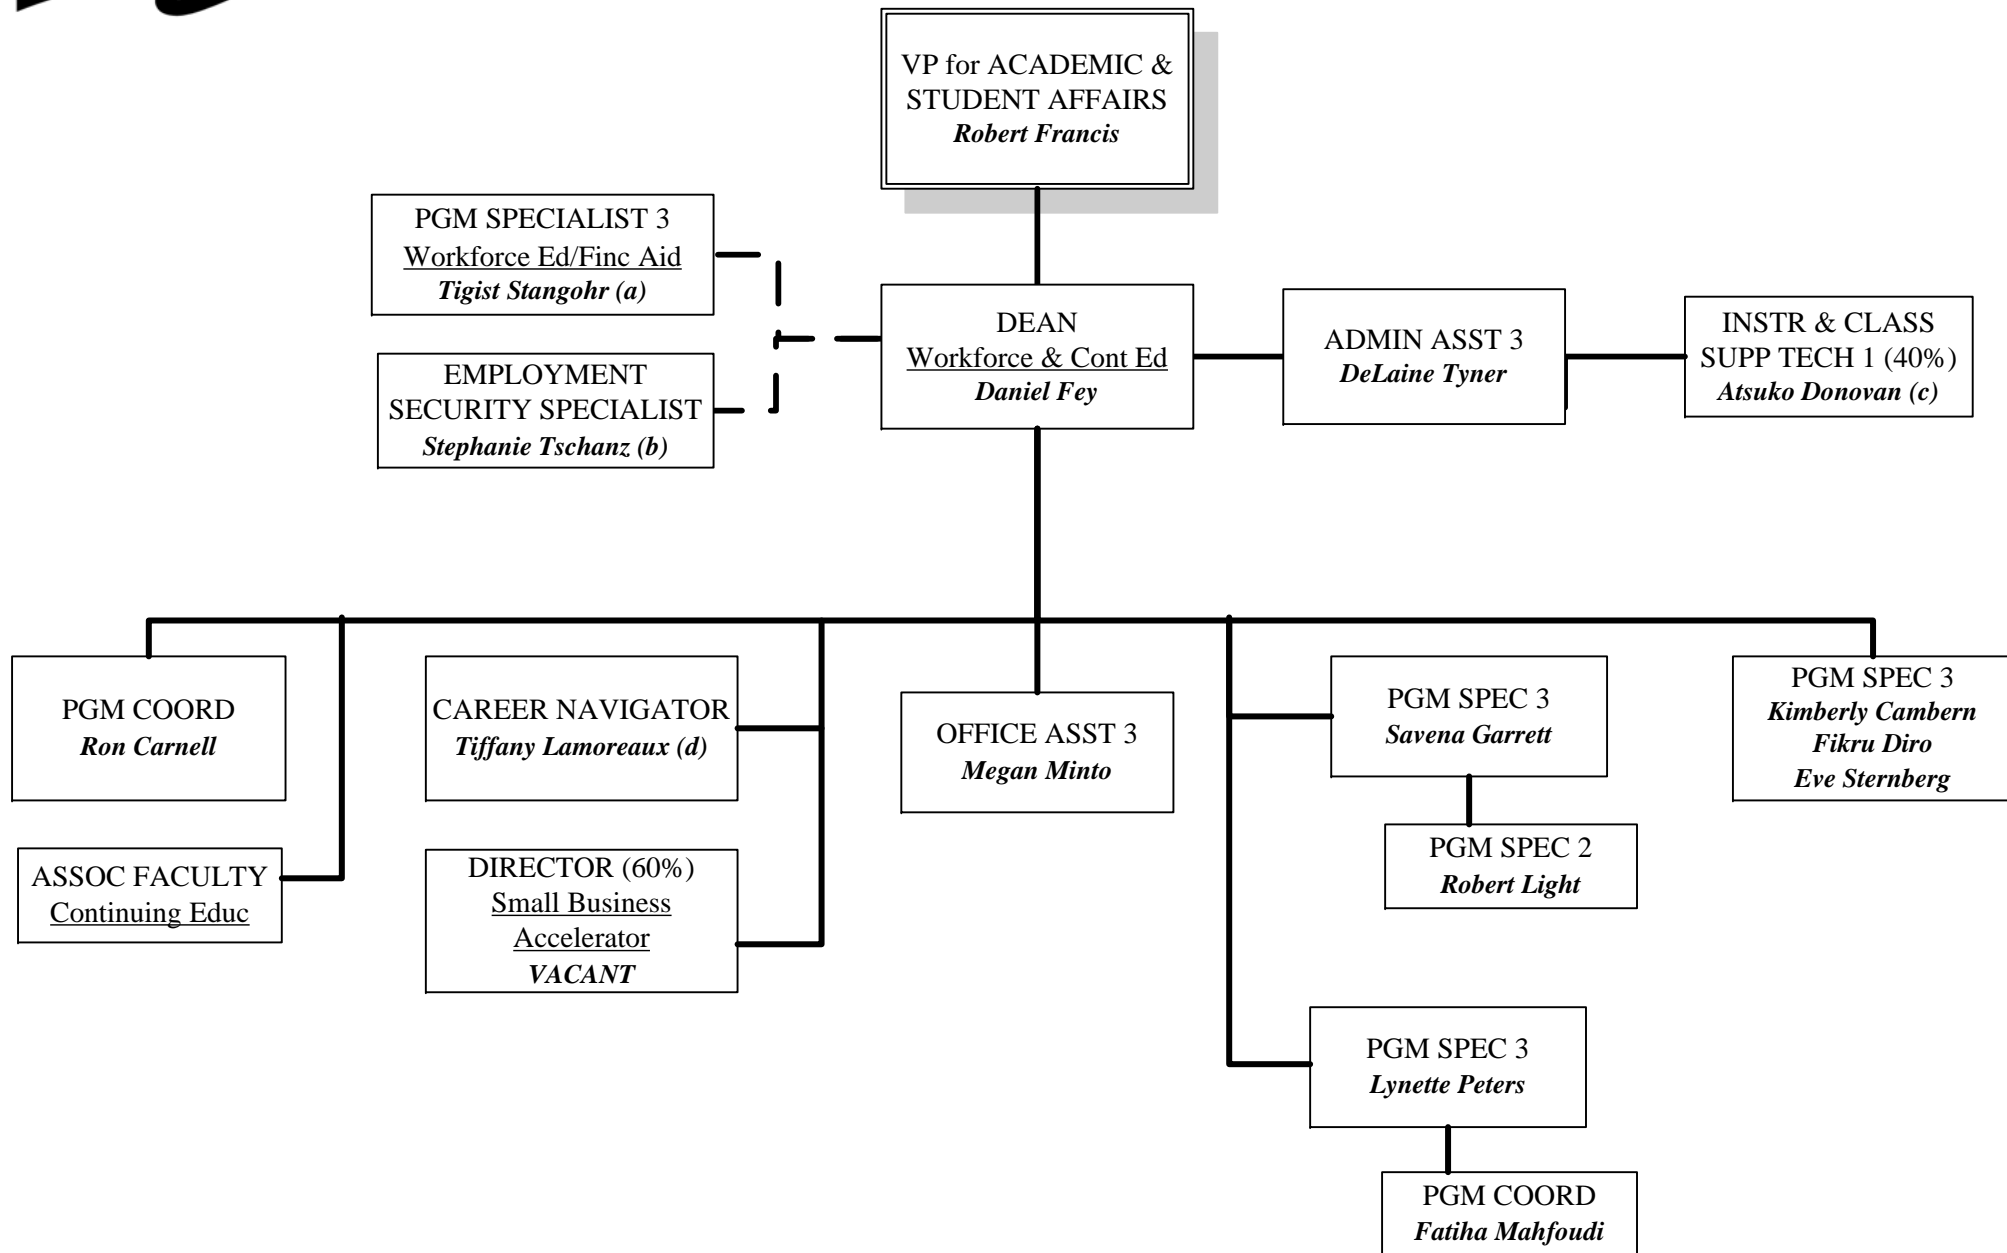 VP for ACADEMIC &
STUDENT AFFAIRS
Robert Francis
PGM SPECIALIST 3
Workforce Ed/Finc Aid
Tigist Stangohr (a)
EMPLOYMENT
SECURITY SPECIALIST
Stephanie Tschanz (b)
DEAN
Workforce & Cont Ed
Daniel Fey
ADMIN ASST 3
DeLaine Tyner
INSTR & CLASS
SUPP TECH 1 (40%)
Atsuko Donovan (c)
PGM COORD
Ron Carnell
ASSOC FACULTY
Continuing Educ
CAREER NAVIGATOR
Tiffany Lamoreaux (d)
DIRECTOR (60%)
Small Business
Accelerator
VACANT
OFFICE ASST 3
Megan Minto
PGM SPEC 3
Savena Garrett
PGM SPEC 2
Robert Light
PGM SPEC 3
Lynette Peters
PGM COORD
Fatiha Mahfoudi
PGM SPEC 3
Kimberly Cambern
Fikru Diro
Eve Sternberg